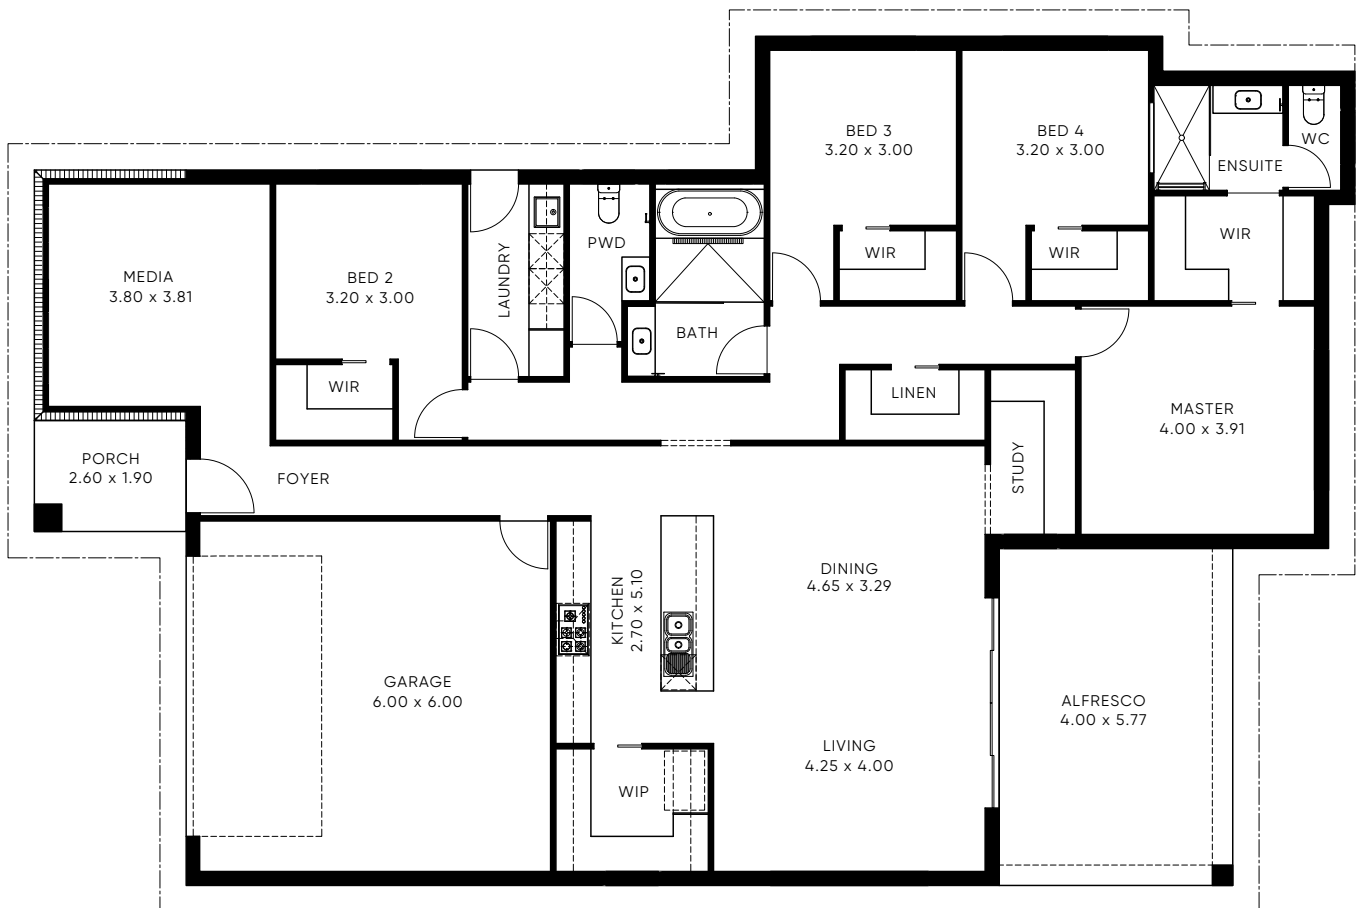 BED 3
3.20 x 3.00
BED 4
3.20 x 3.00
WC
ENSUITE
WIR
WIR
WIR
PWD
LAUNDRY
MEDIA
3.80 x 3.81
BED 2
3.20 x 3.00
BATH
WIR
LINEN
MASTER
4.00 x 3.91
PORCH
2.60 x 1.90
FOYER
STUDY
KITCHEN
2.70 x 5.10
DINING
4.65 x 3.29
GARAGE
6.00 x 6.00
ALFRESCO
4.00 x 5.77
LIVING
4.25 x 4.00
WIP